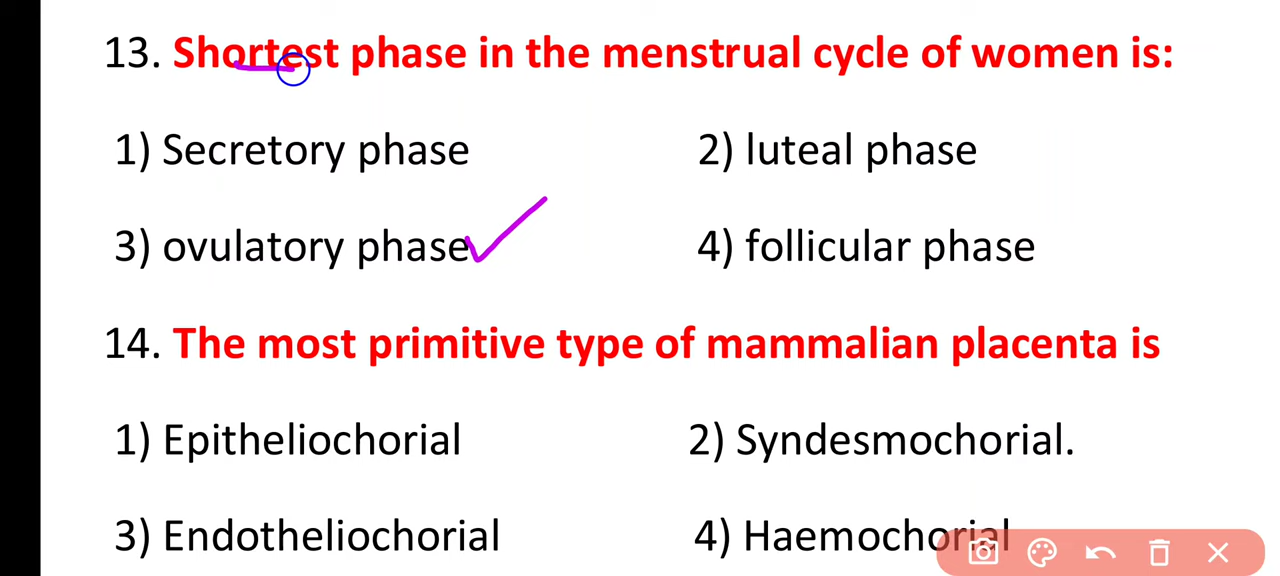 13. Shortest phase in the menstrual cycle of women is:
1) Secretory phase 2) luteal phase
3) ovulatory phase 4) follicular phase
14. The most primitive type of mammalian placenta is
1) Epitheliochorial 2) Syndesmochorial.
3) Endotheliochorial 4) Haemochorial